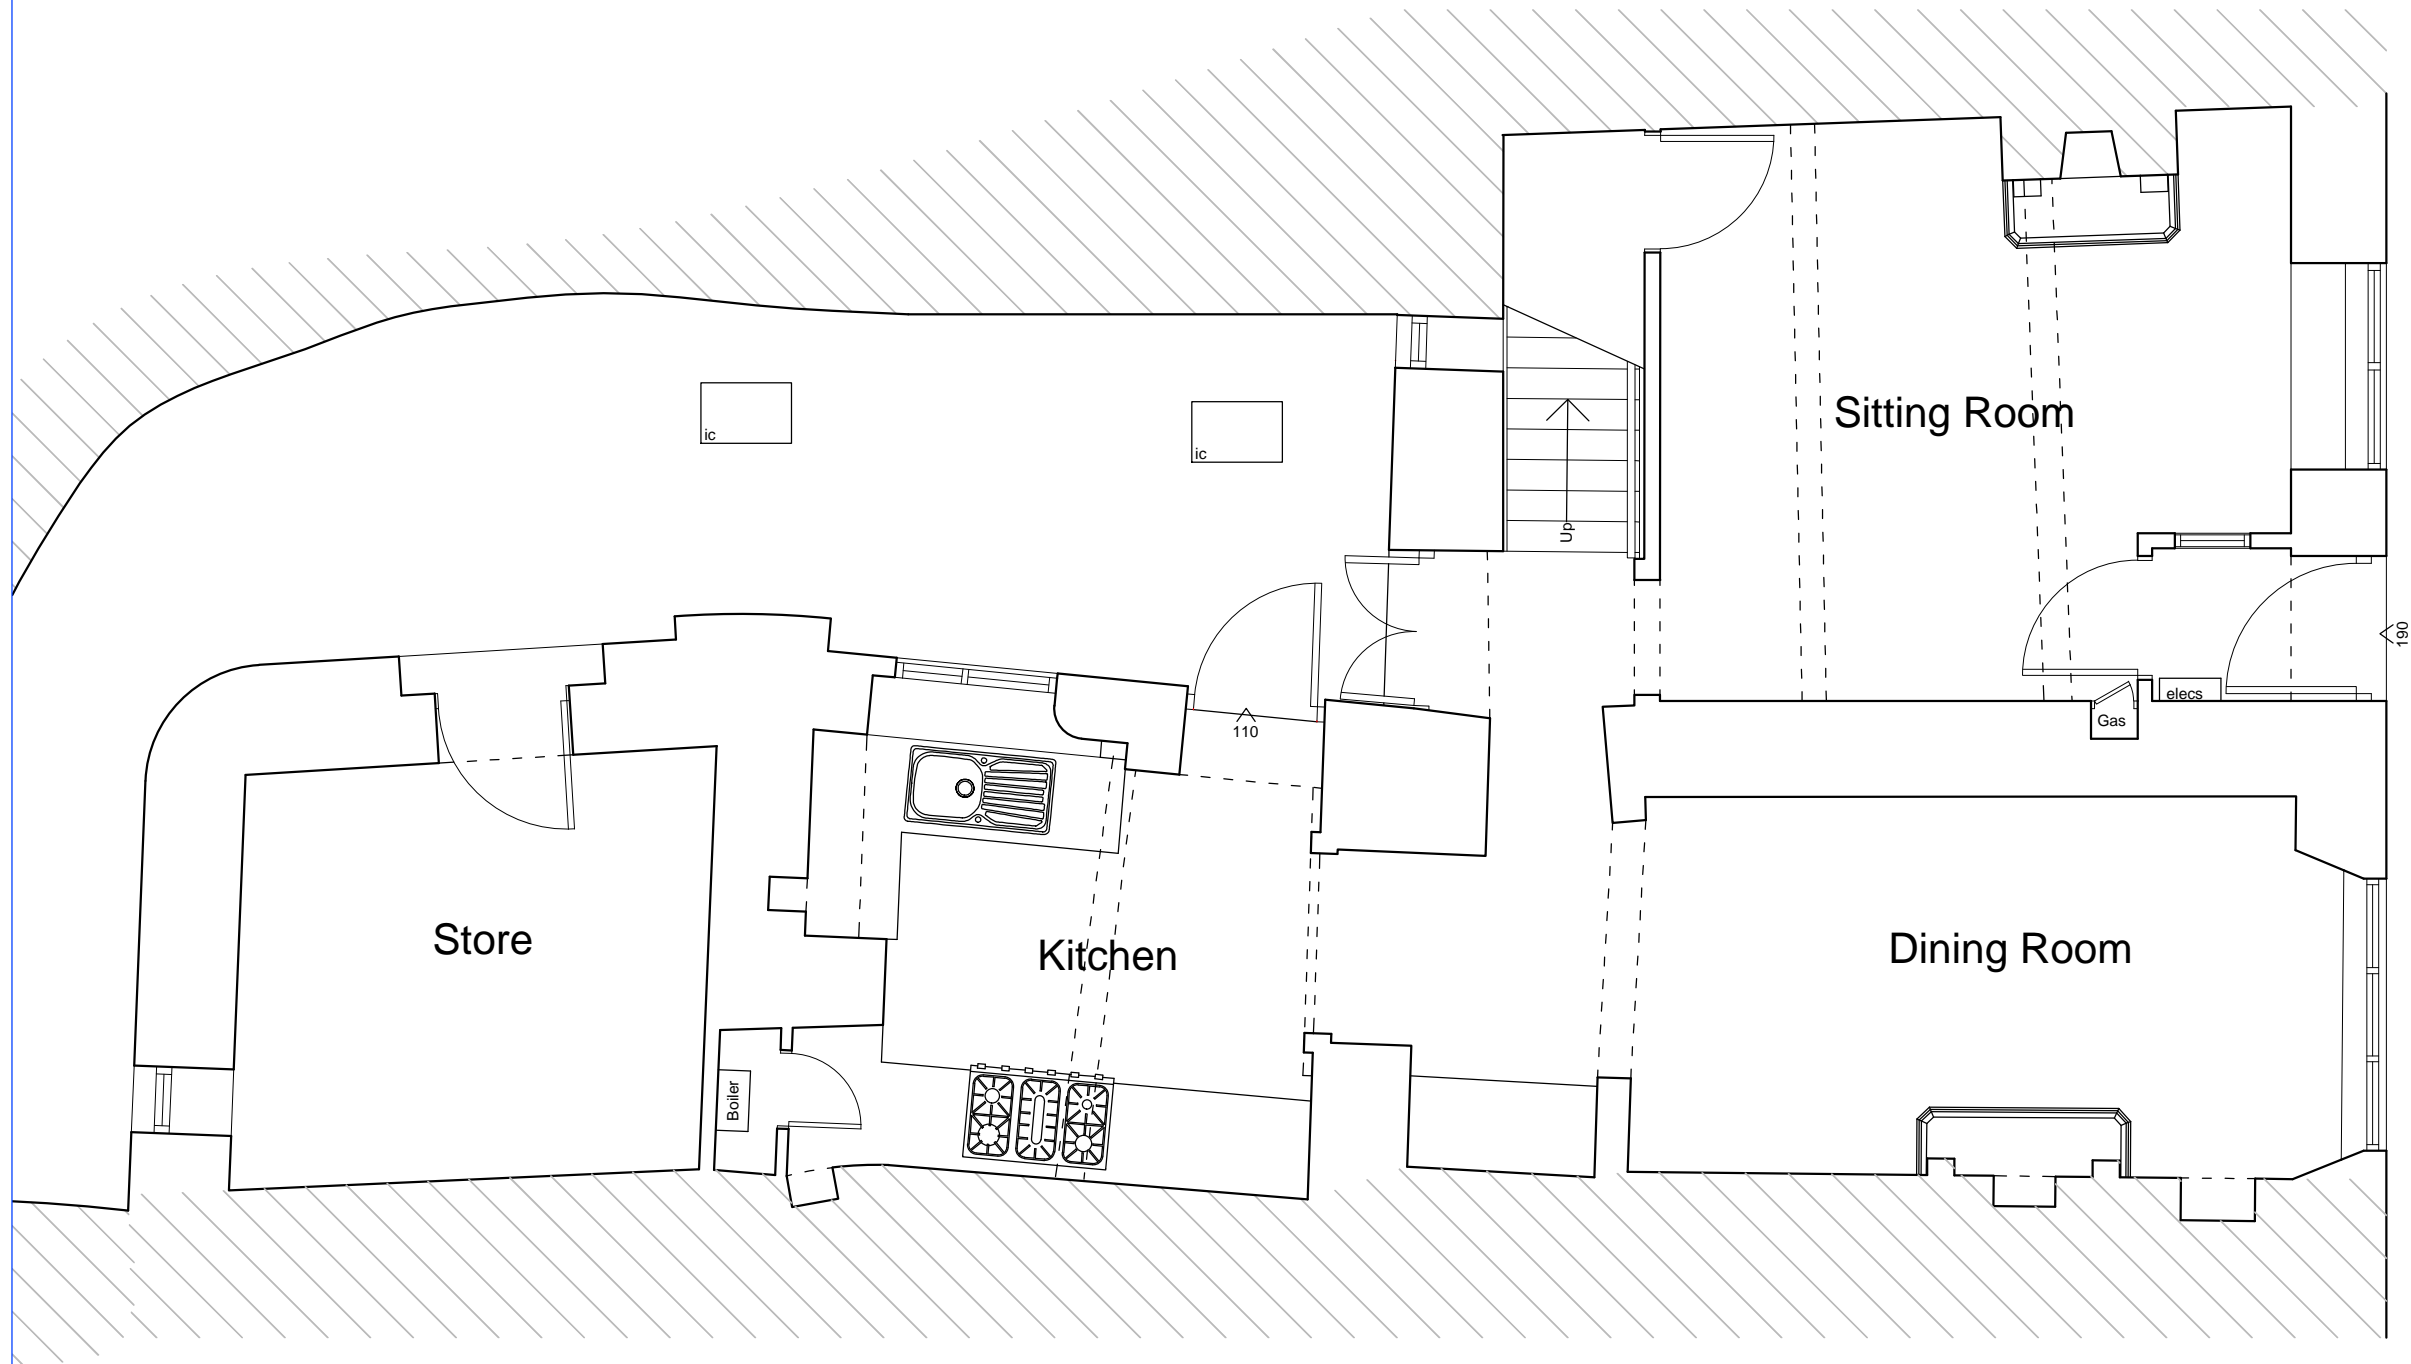 ic
ic
Sitting Room
Up
190
elecs
Gas
110
Store
Kitchen
Dining Room
Boiler